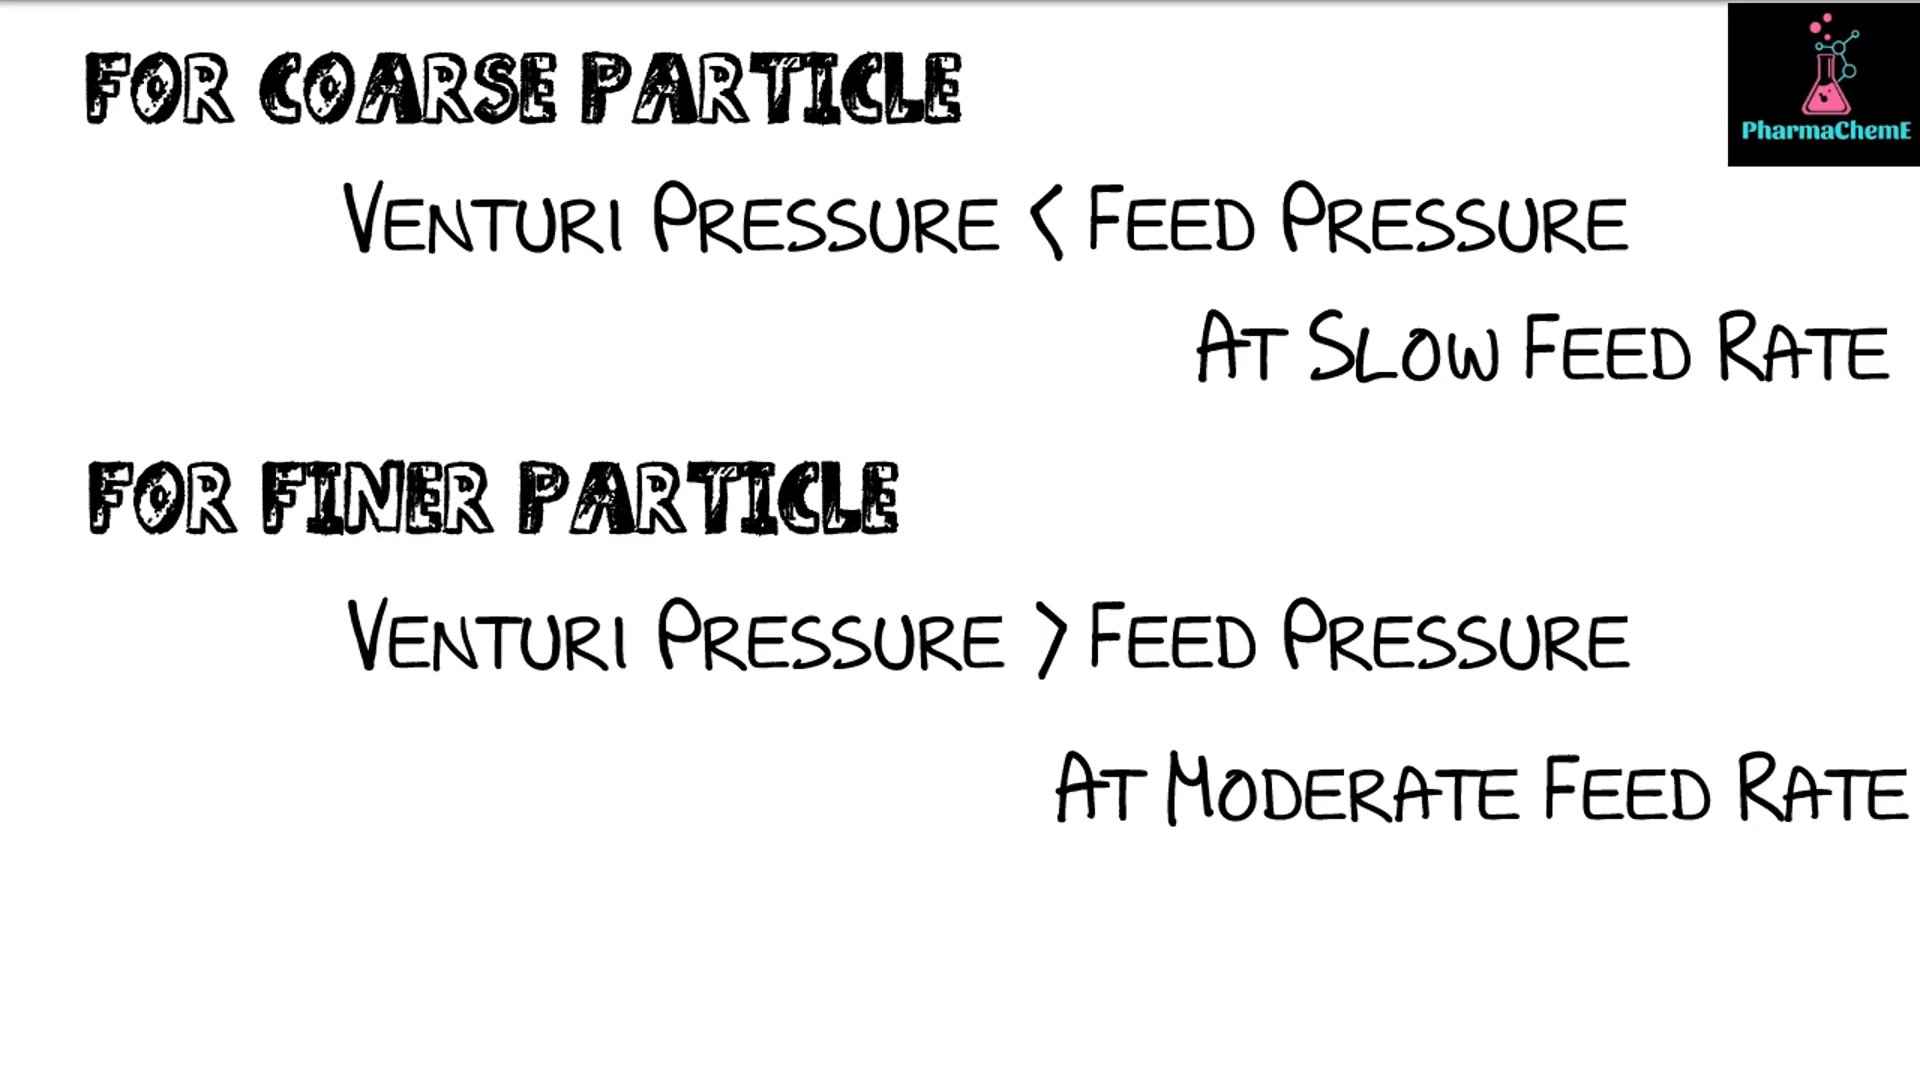 FOR COARSE PARTICLE
PharmaChemE
VENTURI PRESSURE < FEED PRESSURE
AT SLOW FEED RATE
FOR FINER PARTICLE
VENTURI PRESSURE > FEED PRESSURE
AT MODERATE FEED RATE